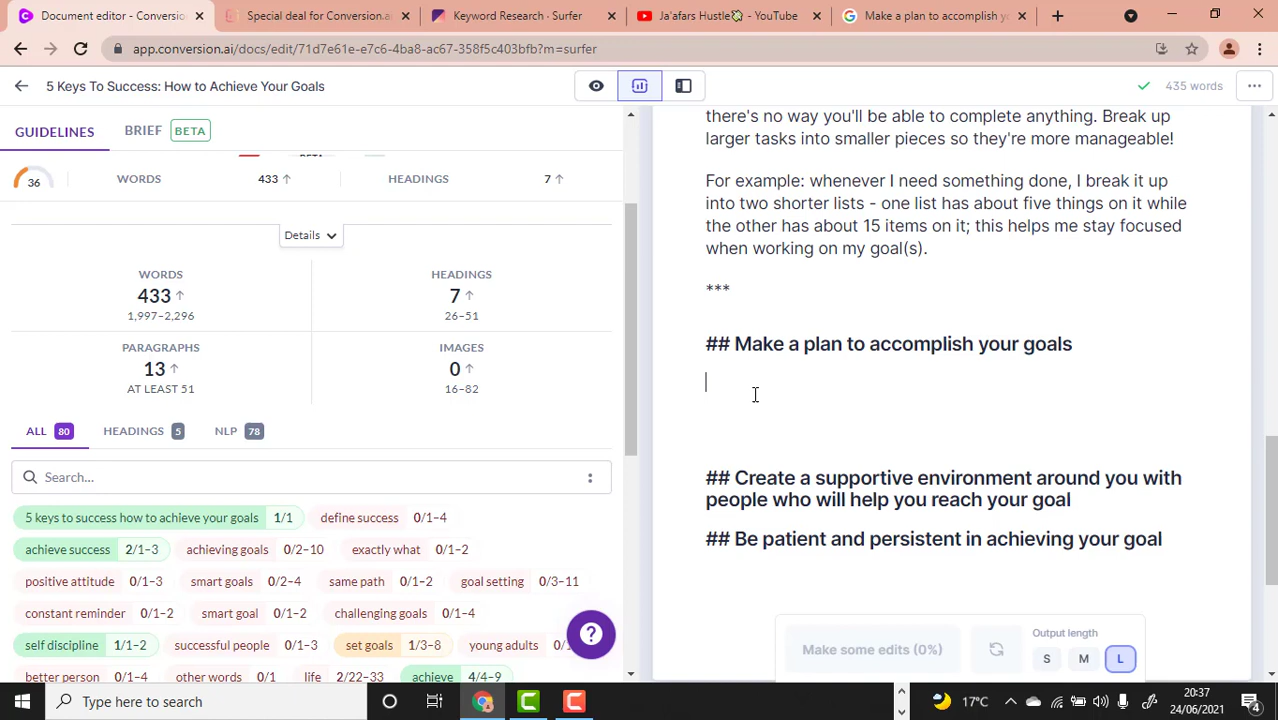 Document editor - Conversio
Special deal for Conversion.a
Keyword Research - Surfer
Ja'afars Hustle - YouTube
Make a plan to accomplish y
app.conversion.ai/docs/edit/71d7e61e-e7c6-4ba8-ac67-358f5c403bfb?m=surfer
5 Keys To Success: How to Achieve Your Goals
435 words
GUIDELINES
BRIEF BETA
36
WORDS 433
HEADINGS 7
Details
WORDS
433
1,997–2,296
HEADINGS
7
26–51
PARAGRAPHS
13
AT LEAST 51
IMAGES
0
16–82
ALL 80
HEADINGS 5
NLP 78
Search...
5 keys to success how to achieve your goals 1/1
define success 0/1–4
achieve success 2/1–3
achieving goals 0/2–10
exactly what 0/1–2
positive attitude 0/1–3
smart goals 0/2–4
same path 0/1–2
goal setting 0/3–11
constant reminder 0/1–2
smart goal 0/1–2
challenging goals 0/1–4
self discipline 1/1–2
successful people 0/1–3
set goals 1/3–8
young adults 0/
better person 0/1–4
other words 0/1
life 2/22–33
achieve 4/4–9
there's no way you'll be able to complete anything. Break up
larger tasks into smaller pieces so they're more manageable!
For example: whenever I need something done, I break it up
into two shorter lists - one list has about five things on it while
the other has about 15 items on it; this helps me stay focused
when working on my goal(s).
***
## Make a plan to accomplish your goals
## Create a supportive environment around you with
people who will help you reach your goal
## Be patient and persistent in achieving your goal
Make some edits (0%)
Output length
S
M
L
Type here to search
17°C
20:37
24/06/2021
4